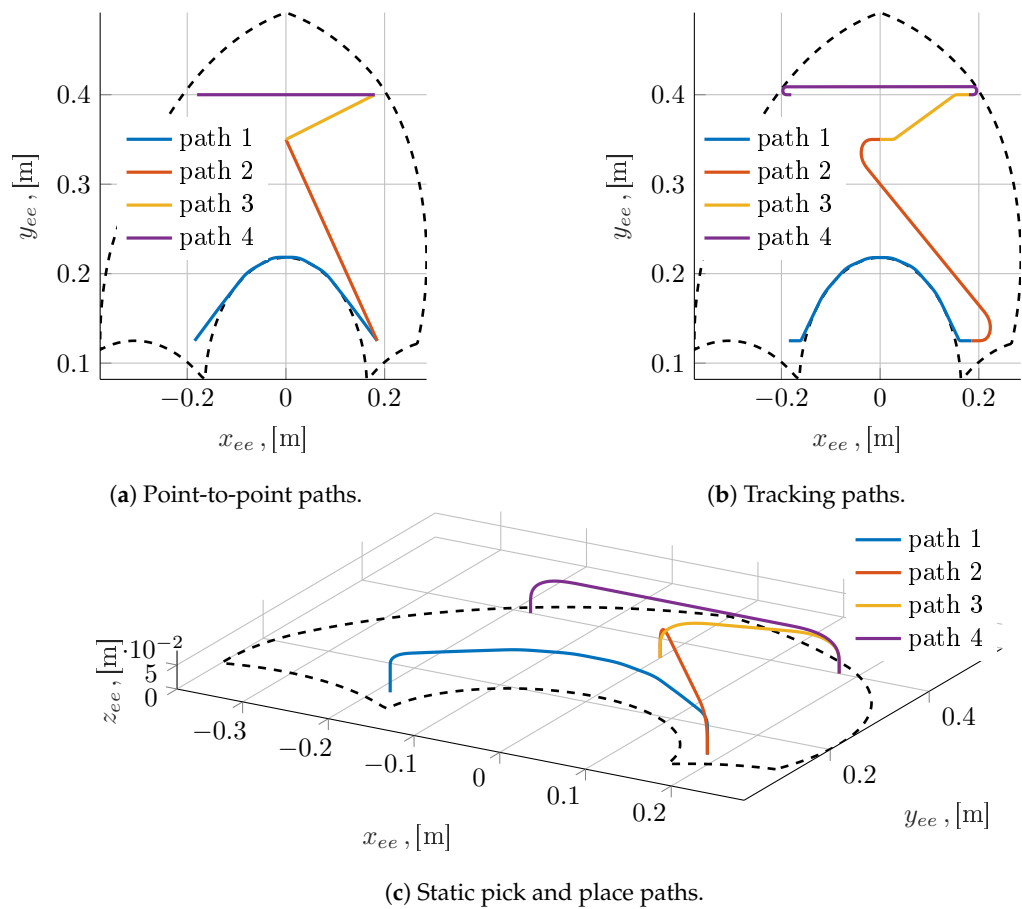 0.4
0.3
0.2
0.1
y_ee , [m]
path 1
path 2
path 3
path 4
−0.2
0
0.2
x_ee , [m]
(a) Point-to-point paths.
0.4
0.3
0.2
0.1
y_ee , [m]
path 1
path 2
path 3
path 4
−0.2
0
0.2
x_ee , [m]
(b) Tracking paths.
path 1
path 2
path 3
path 4
·10⁻²
5
0
z_ee , [m]
−0.3
−0.2
−0.1
0
0.1
0.2
x_ee , [m]
0.4
0.2
y_ee , [m]
(c) Static pick and place paths.